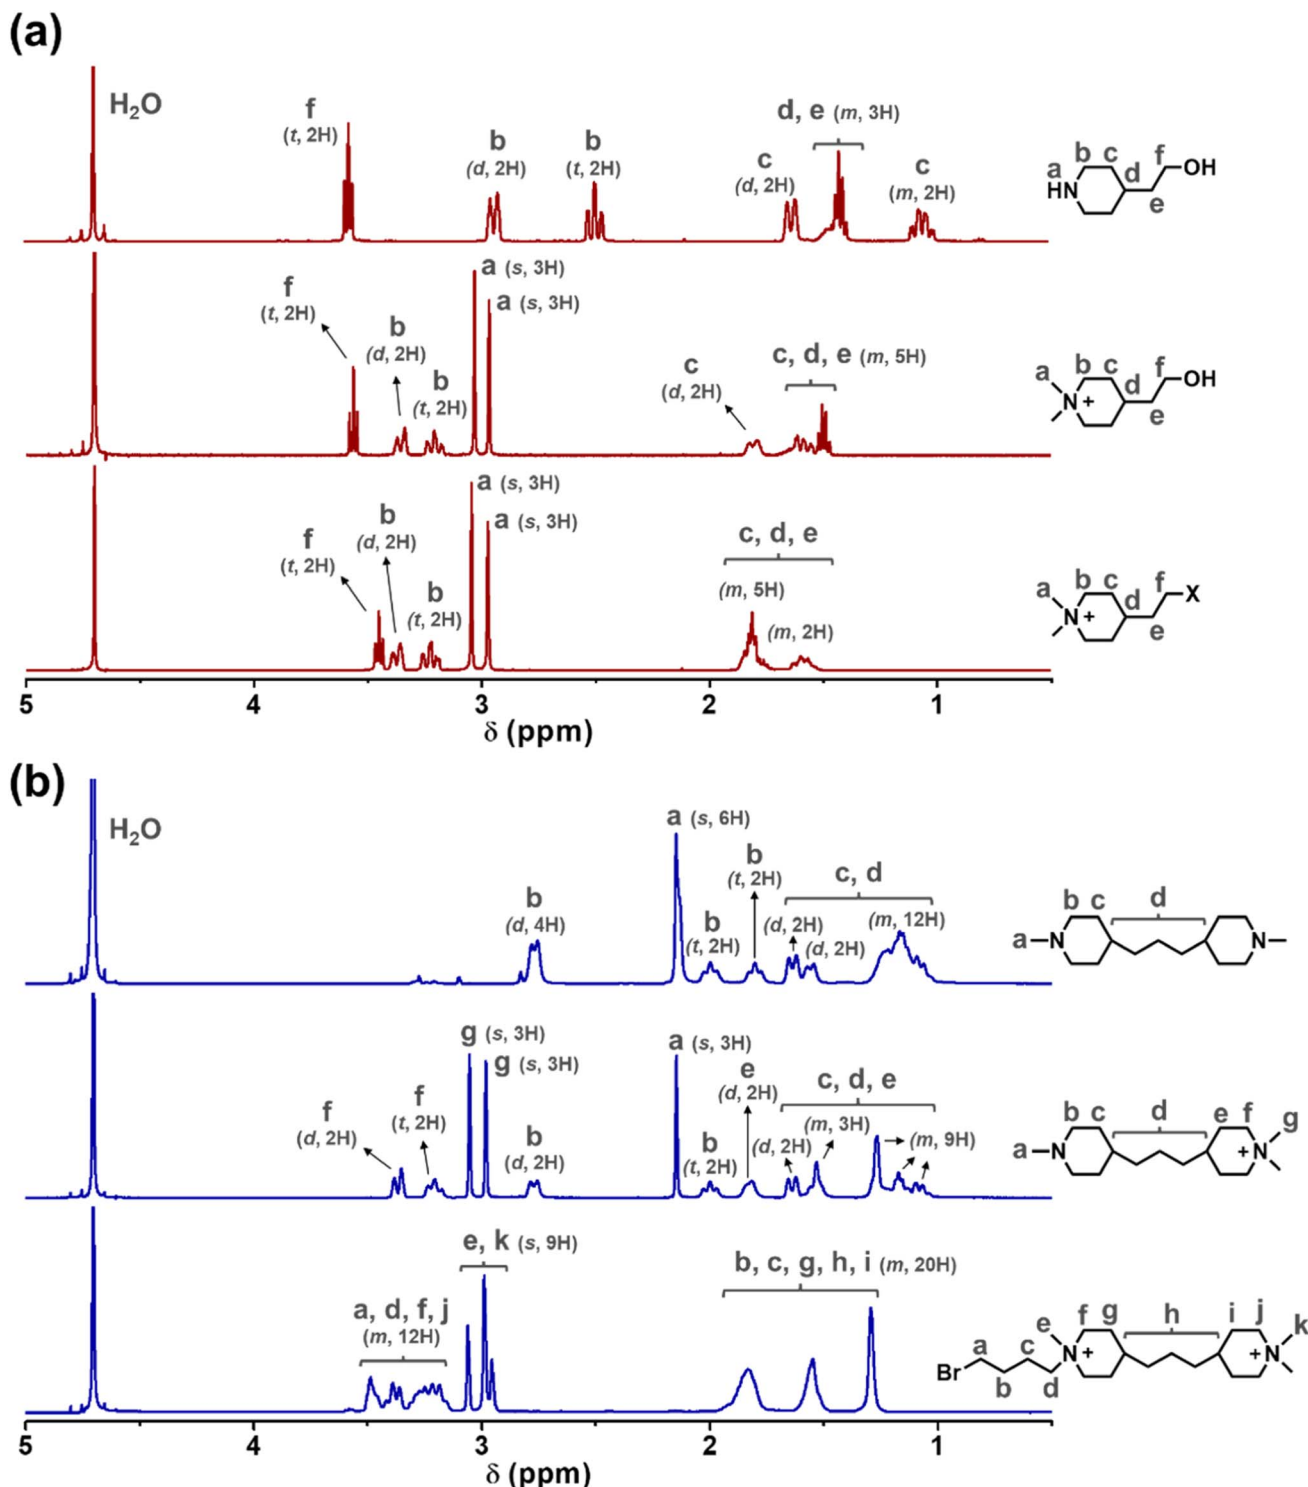 (a)
H2O
f
(t, 2H)
b
(d, 2H)
b
(t, 2H)
c
(d, 2H)
d, e (m, 3H)
c
(m, 2H)
a
b
c
d
e
f
HN
OH
a (s, 3H)
a (s, 3H)
f
(t, 2H)
b
(d, 2H)
b
(t, 2H)
c
(d, 2H)
c, d, e (m, 5H)
a
b
c
d
e
f
N
+
OH
a (s, 3H)
a (s, 3H)
f
(t, 2H)
b
(d, 2H)
b
(t, 2H)
c, d, e
(m, 5H)
(m, 2H)
a
b
c
d
e
f
N
+
X
5 4 3 2 1
δ (ppm)
(b)
H2O
b
(d, 4H)
a (s, 6H)
b
(t, 2H)
b
(t, 2H)
c, d
(d, 2H)
(d, 2H)
(m, 12H)
b c d
a
N
N
f
(d, 2H)
f
(t, 2H)
g (s, 3H)
g (s, 3H)
b
(d, 2H)
a (s, 3H)
b
(t, 2H)
e
(d, 2H)
c, d, e
(d, 2H)
(m, 3H)
(m, 9H)
b c d e f g
a
N
N
+
a, d, f, j
(m, 12H)
e, k (s, 9H)
b, c, g, h, i (m, 20H)
e f g h i j k
a
c
b
d
Br
N
+
N
+
5 4 3 2 1
δ (ppm)